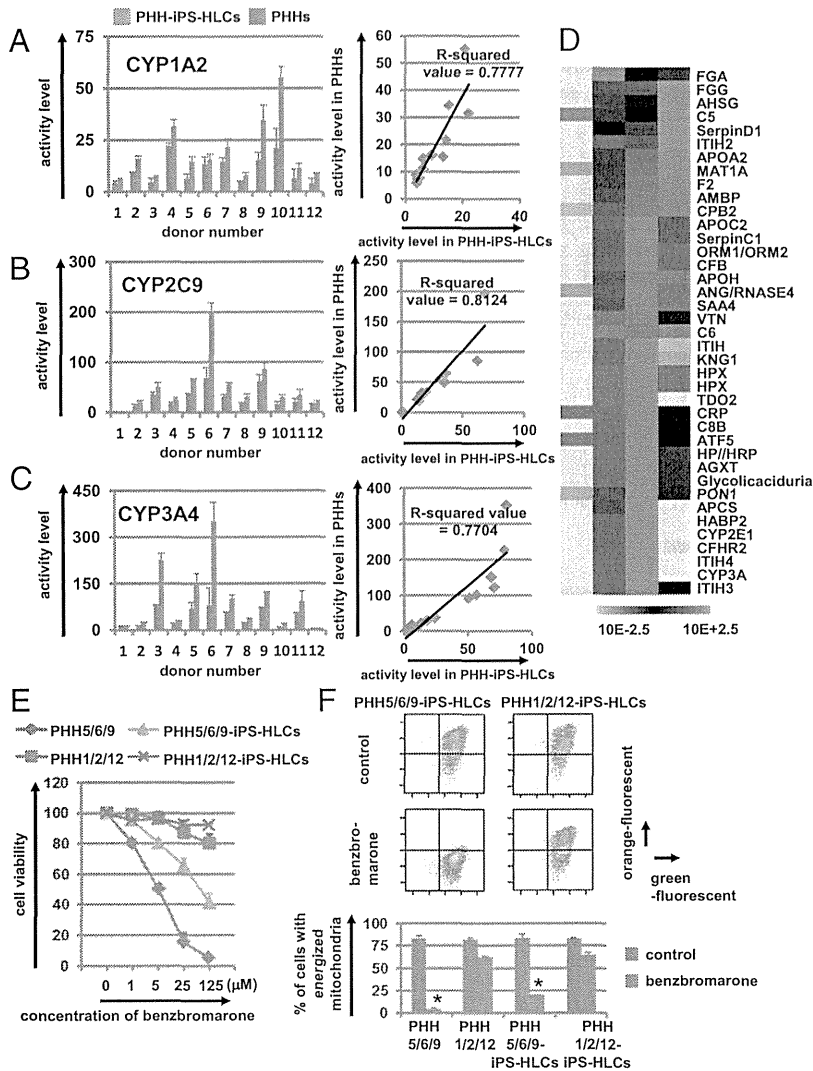 PHH-iPS-HLCs PHHs
A
CYP1A2
activity level
75
50
25
0
1 2 3 4 5 6 7 8 9 10 11 12
donor number
activity level in PHHs
60
50
40
30
20
10
0
R-squared
value = 0.7777
0 20 40
activity level in PHH-iPS-HLCs
B
CYP2C9
activity level
300
200
100
0
1 2 3 4 5 6 7 8 9 10 11 12
donor number
activity level in PHHs
250
200
150
100
50
0
R-squared
value = 0.8124
0 50 100
activity level in PHH-iPS-HLCs
C
CYP3A4
activity level
450
300
150
0
1 2 3 4 5 6 7 8 9 10 11 12
donor number
activity level in PHHs
400
300
200
100
0
R-squared value
= 0.7704
0 50 100
activity level in PHH-iPS-HLCs
D
FGA
FGG
AHSG
C5
SerpinD1
ITIH2
APOA2
MAT1A
F2
AMBP
CPB2
APOC2
SerpinC1
ORM1/ORM2
CFB
APOH
ANG/RNASE4
SAA4
VTN
C6
ITIH
KNG1
HPX
HPX
TDO2
CRP
C8B
ATF5
HP//HRP
AGXT
Glycolicaciduria
PON1
APCS
HABP2
CYP2E1
CFHR2
ITIH4
CYP3A
ITIH3
10E-2.5 10E+2.5
E
PHH5/6/9 PHH5/6/9-iPS-HLCs
PHH1/2/12 PHH1/2/12-iPS-HLCs
cell viability
120
100
80
60
40
20
0
0 1 5 25 125 (μM)
concentration of benzbromarone
F
PHH5/6/9-iPS-HLCs PHH1/2/12-iPS-HLCs
control
benzbro-
marone
orange-fluorescent
green
-fluorescent
% of cells with
energized
mitochondria
100
75
50
25
0
* *
control
benzbromarone
PHH PHH PHH PHH
5/6/9 1/2/12 5/6/9- 1/2/12-
iPS-HLCs iPS-HLCs